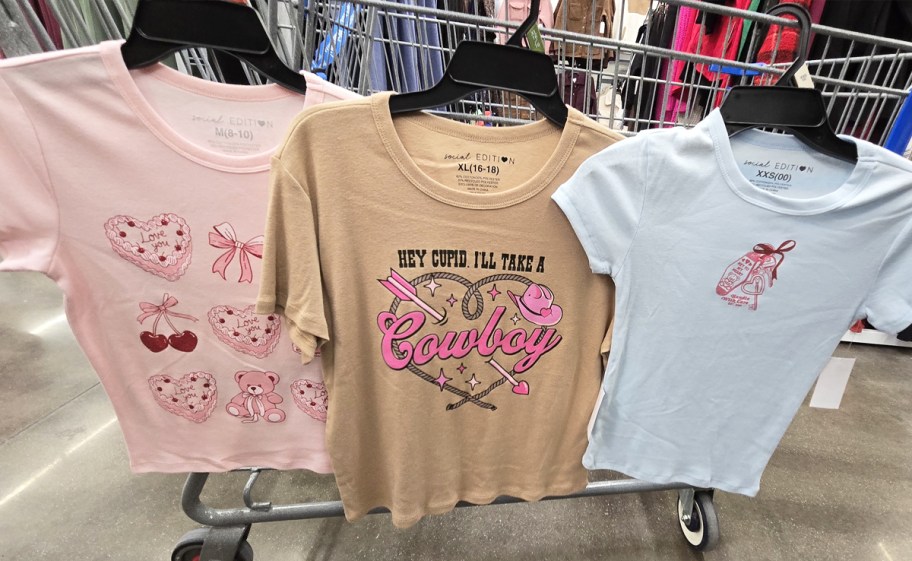 social EDITION
M(8-10)
Love
you
Love
you
social EDITION
XL(16-18)
HEY CUPID, I'LL TAKE A
Cowboy
social EDITION
XXS(00)